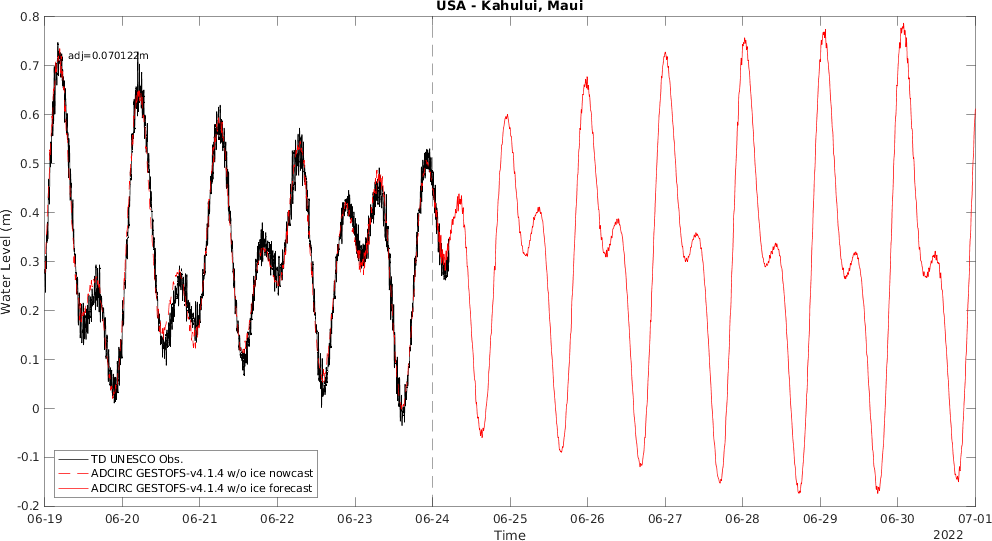 USA - Kahului, Maui
adj=0.070122m
Water Level (m)
0.8
0.7
0.6
0.5
0.4
0.3
0.2
0.1
0
-0.1
-0.2
TD UNESCO Obs.
ADCIRC GESTOFS-v4.1.4 w/o ice nowcast
ADCIRC GESTOFS-v4.1.4 w/o ice forecast
06-19 06-20 06-21 06-22 06-23 06-24 06-25 06-26 06-27 06-28 06-29 06-30 07-01
Time
2022